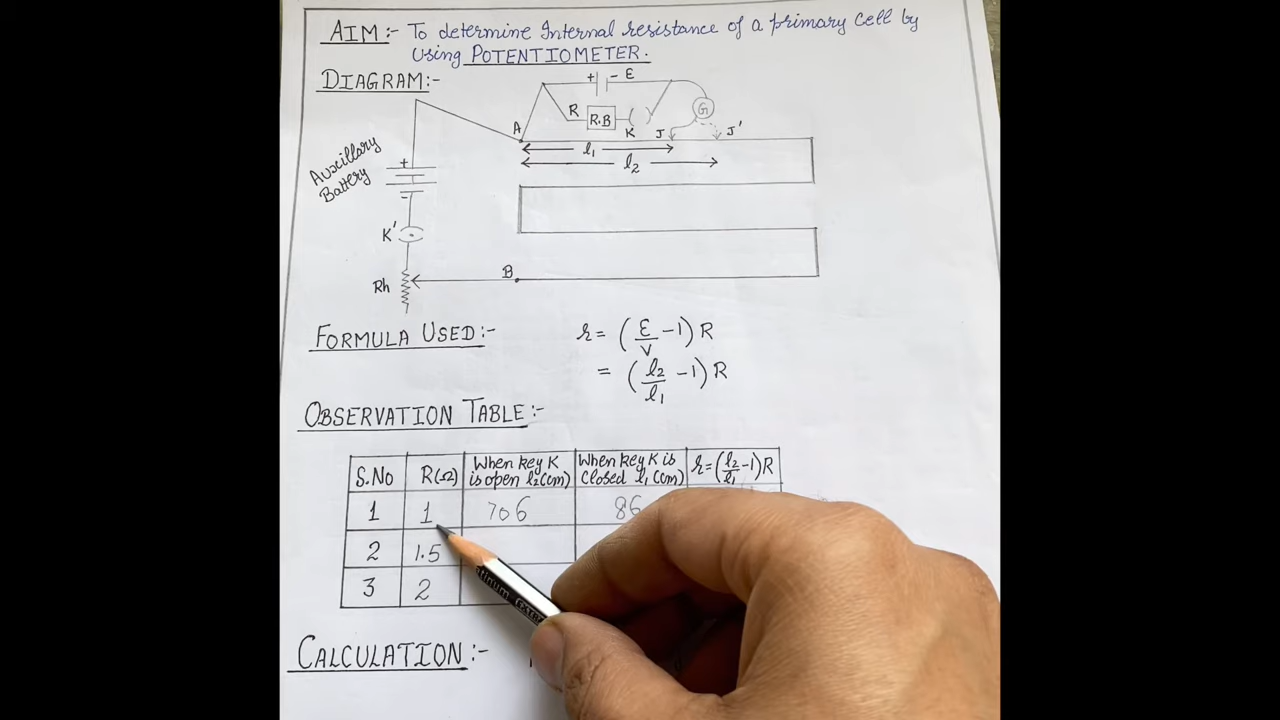 AIM:- To determine Internal resistance of a primary cell by
Using POTENTIOMETER.
DIAGRAM:-
+ - E
R R.B K
G
A J J'
l₁
l₂
Auxcillary
Battery
+
-
K'
Rh
B
FORMULA USED:- r = (E/V - 1) R
= (l₂/l₁ - 1) R
OBSERVATION TABLE:-
S.No R(Ω) When key K is open l₂(cm) When key K is closed l₁(cm) r=(l₂/l₁-1)R
1 1 706 86
2 1.5
3 2
CALCULATION:-